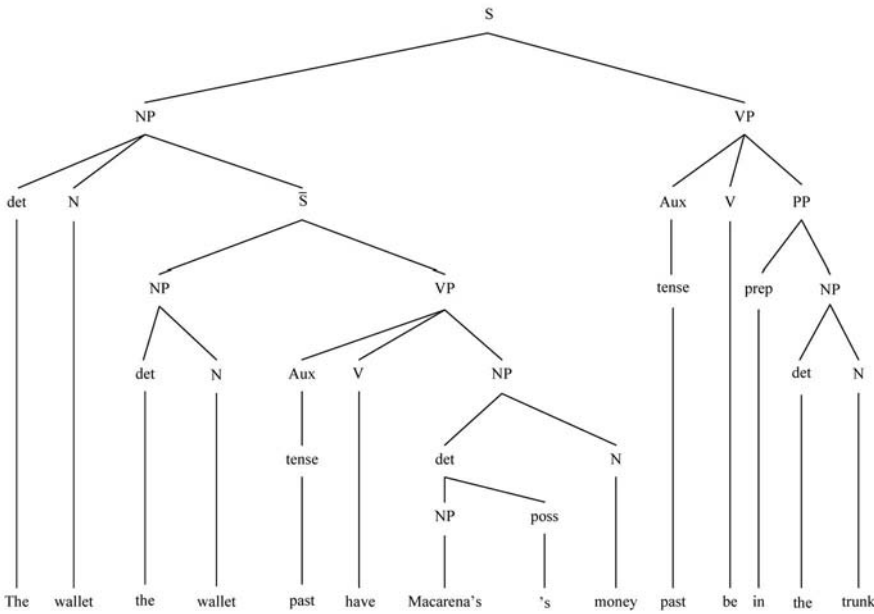 S
NP VP
det N S̅ Aux V PP
NP VP tense prep NP
det N Aux V NP det N
tense det N
NP poss
The wallet the wallet past have Macarena's 's money past be in the trunk